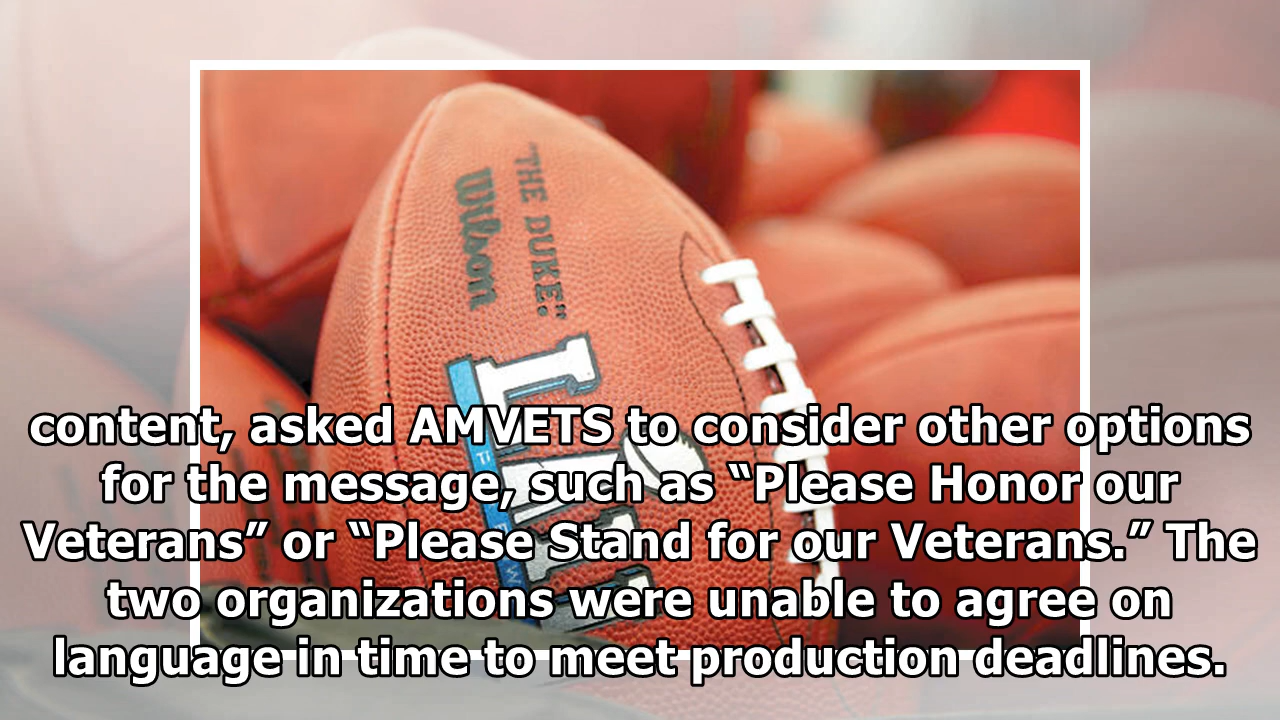 "THE DUKE"
Wilson
LII
content, asked AMVETS to consider other options
for the message, such as “Please Honor our
Veterans” or “Please Stand for our Veterans.” The
two organizations were unable to agree on
language in time to meet production deadlines.